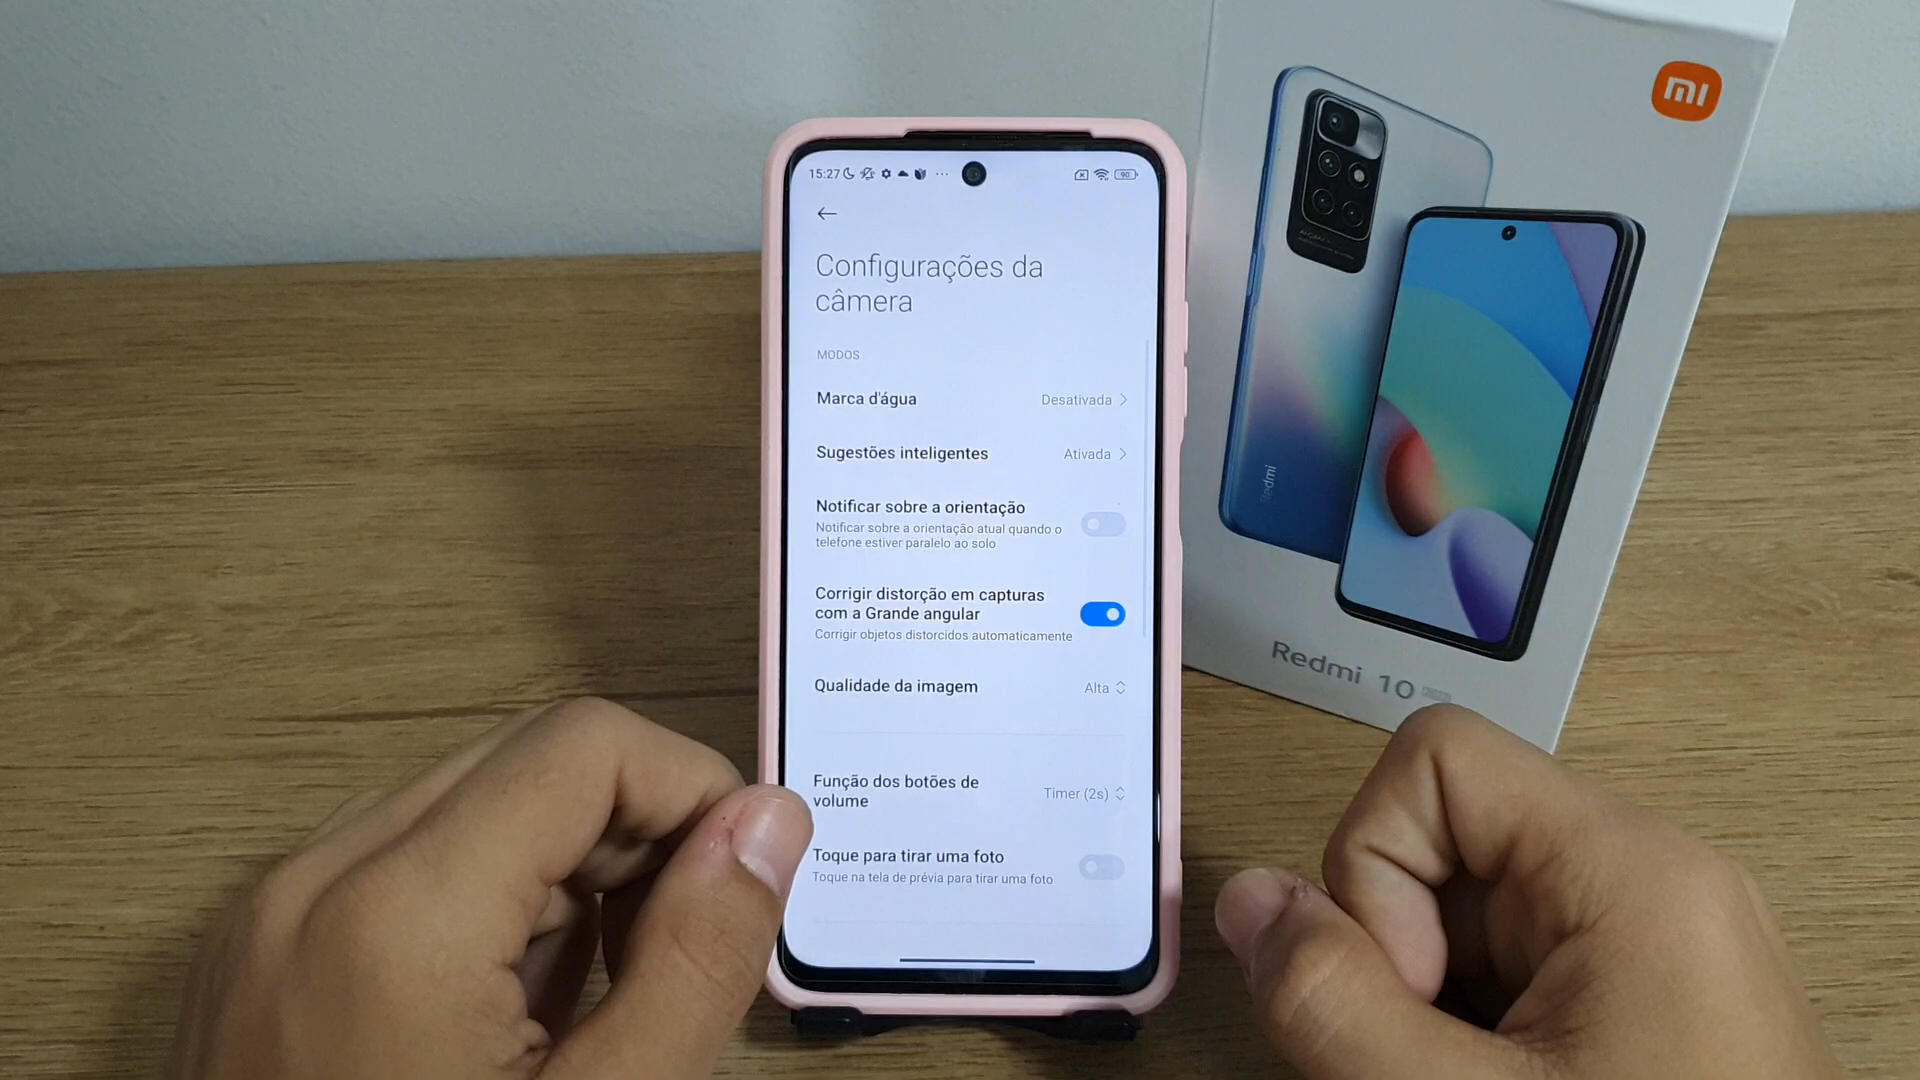 15:27
90
Configurações da
câmera
MODOS
Marca d'água
Desativada
Sugestões inteligentes
Ativada
Notificar sobre a orientação
Notificar sobre a orientação atual quando o
telefone estiver paralelo ao solo
Corrigir distorção em capturas
com a Grande angular
Corrigir objetos distorcidos automaticamente
Qualidade da imagem
Alta
Função dos botões de
volume
Timer (2s)
Toque para tirar uma foto
Toque na tela de prévia para tirar uma foto
mi
Redmi
Redmi 10